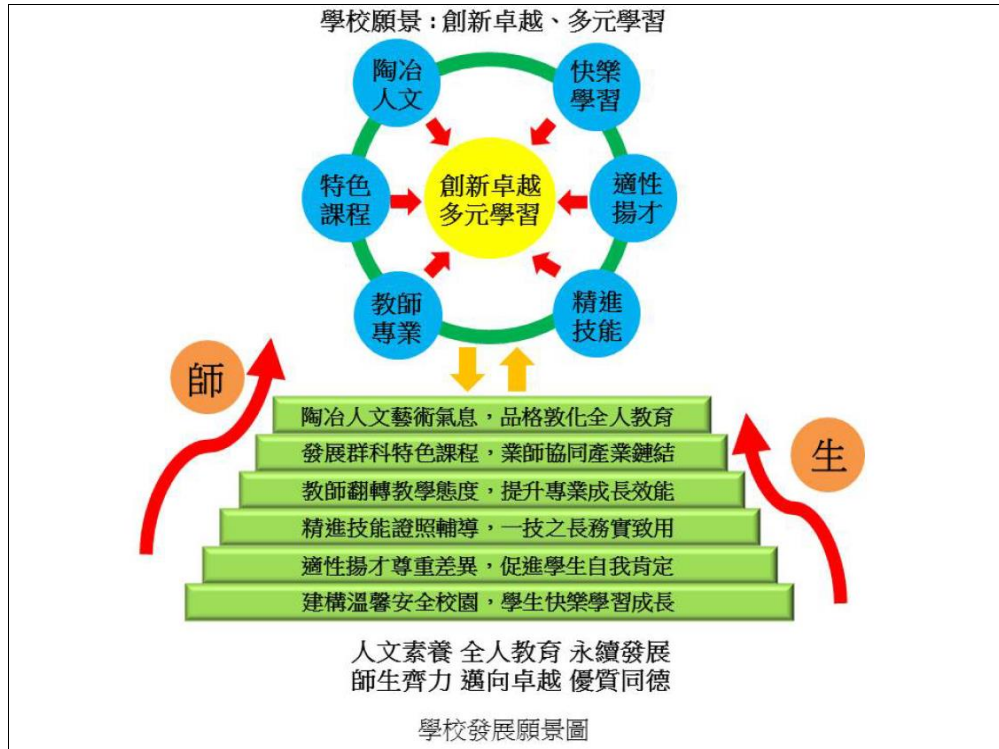 學校願景:創新卓越、多元學習
陶冶
人文
快樂
學習
特色
課程
創新卓越
多元學習
適性
揚才
教師
專業
精進
技能
師
生
陶冶人文藝術氣息,品格敦化全人教育
發展群科特色課程,業師協同產業鏈結
教師翻轉教學態度,提升專業成長效能
精進技能證照輔導,一技之長務實致用
適性揚才尊重差異,促進學生自我肯定
建構溫馨安全校園,學生快樂學習成長
人文素養 全人教育 永續發展
師生齊力 邁向卓越 優質同德
學校發展願景圖